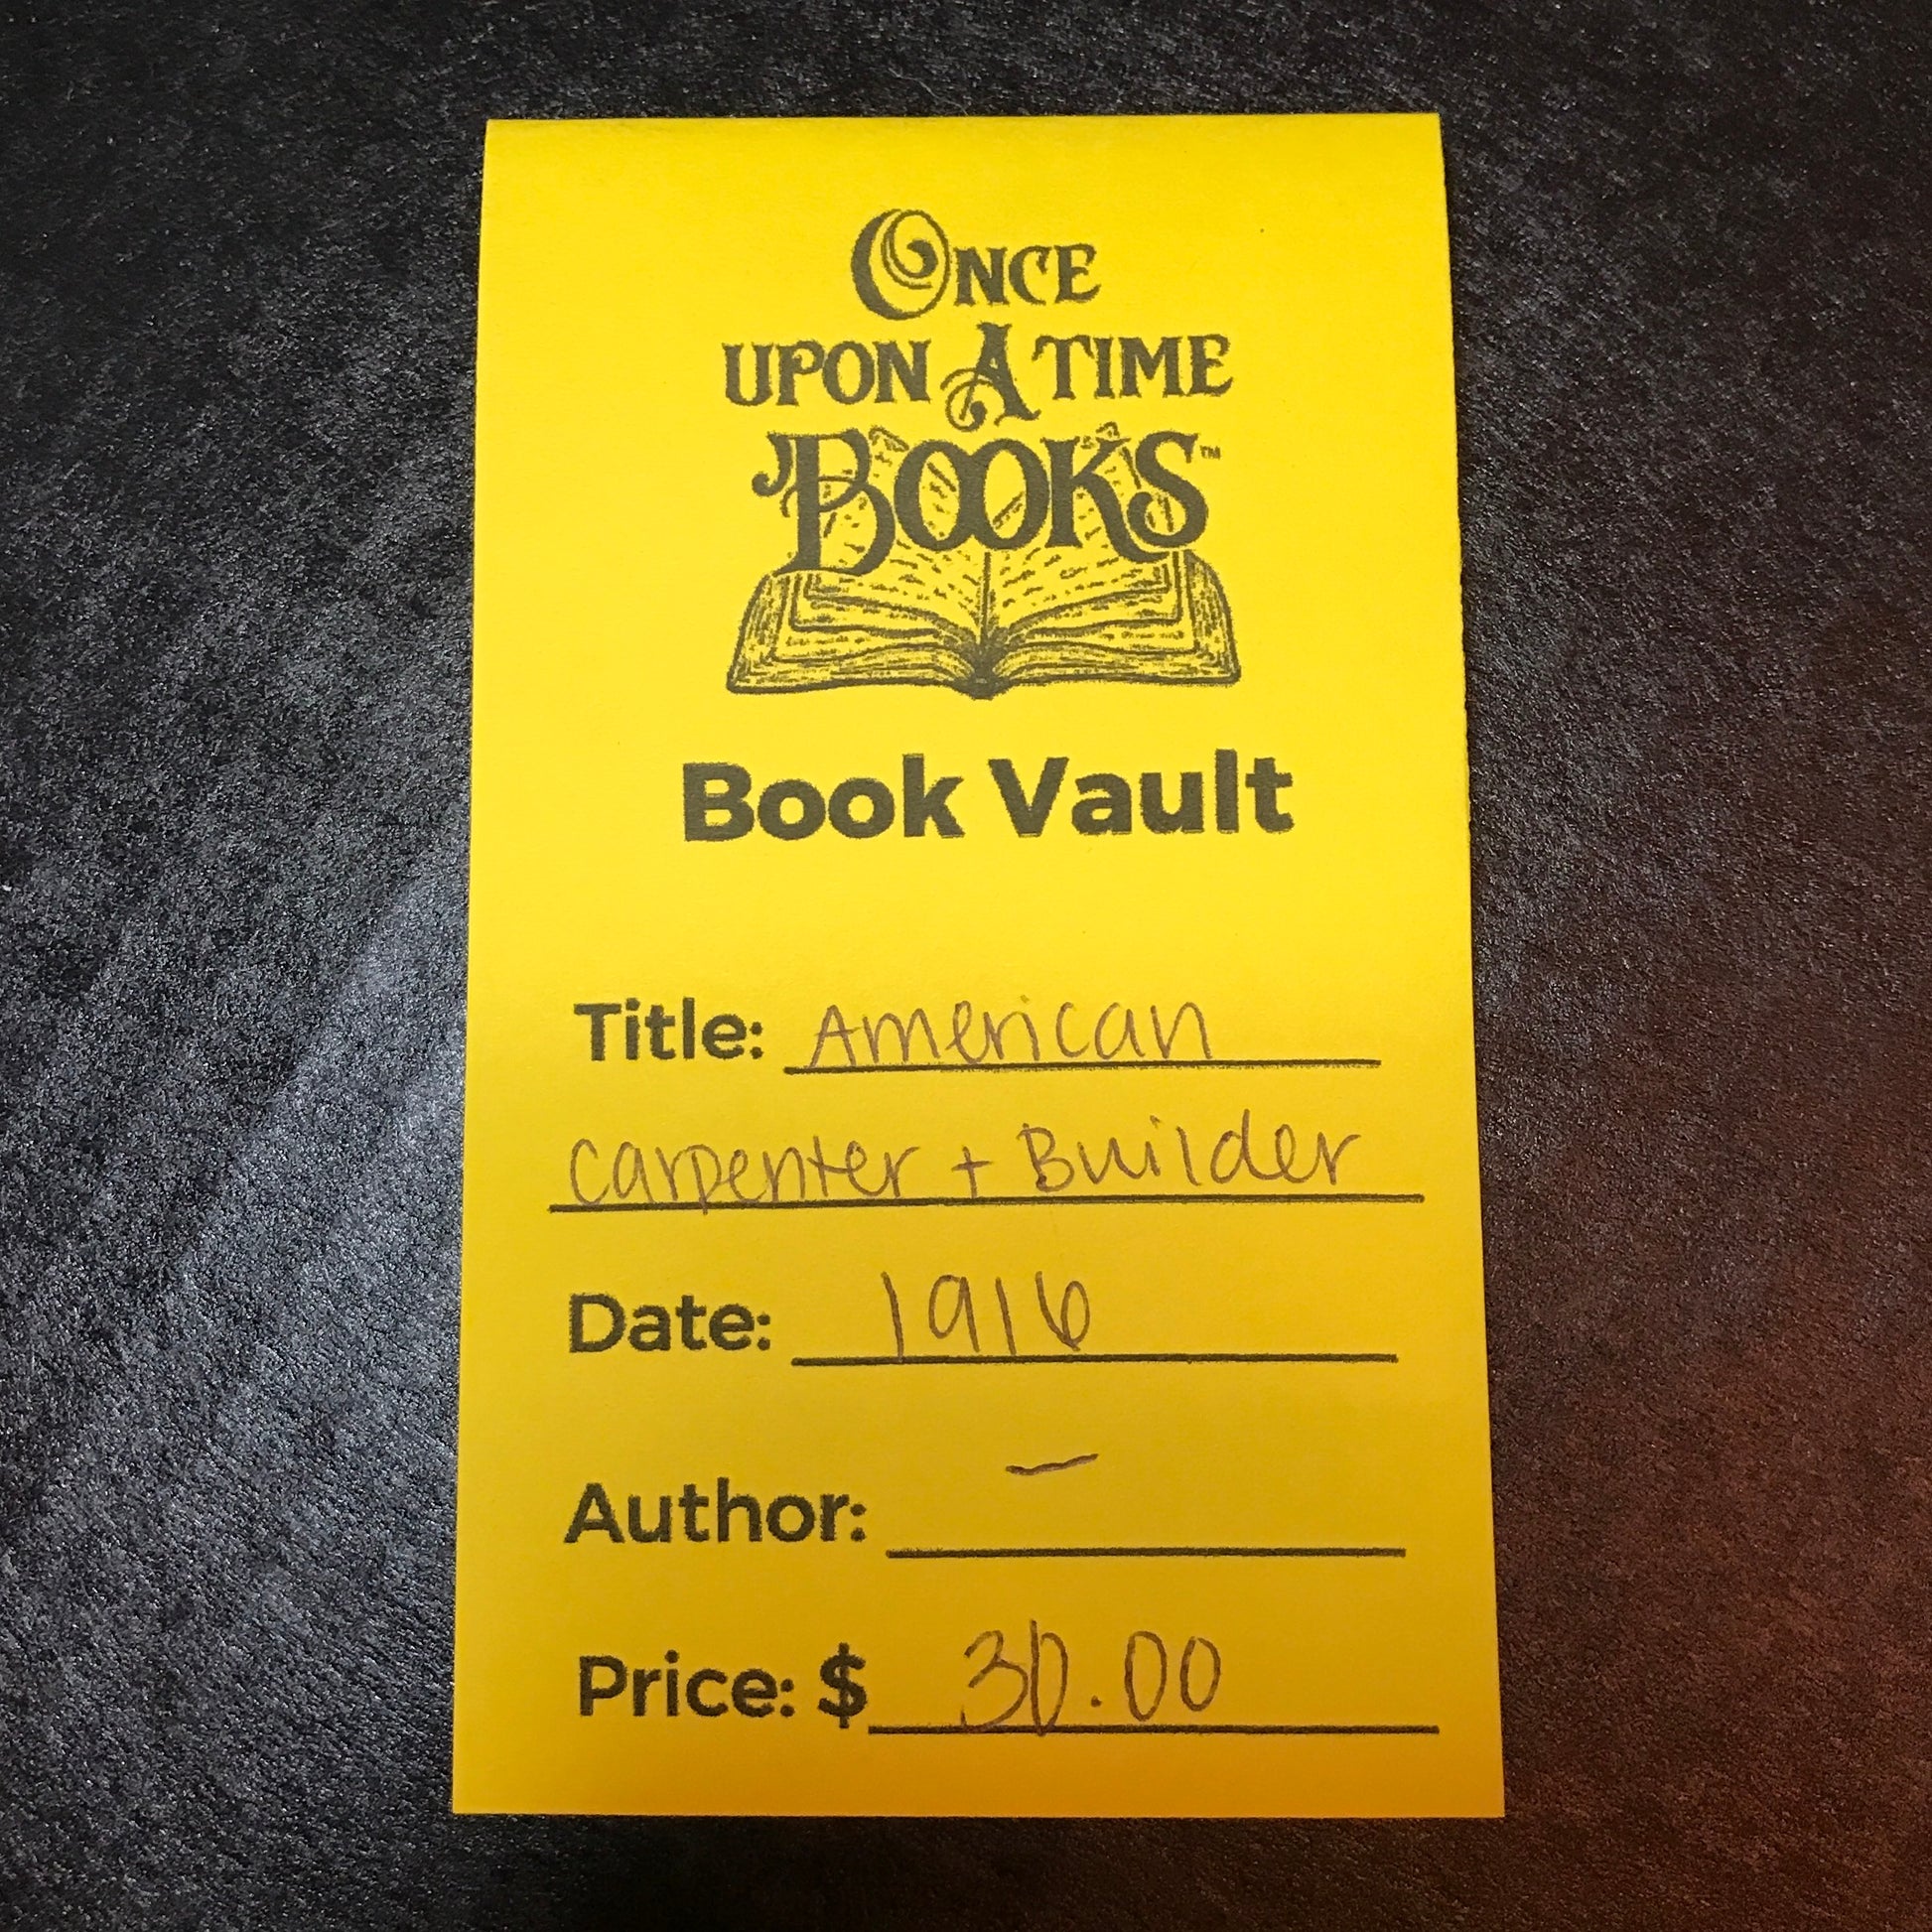 ONCE
UPON A TIME
BOOKS™
Book Vault
Title: American
Carpenter + Builder
Date: 1916
Author: —
Price: $ 30.00